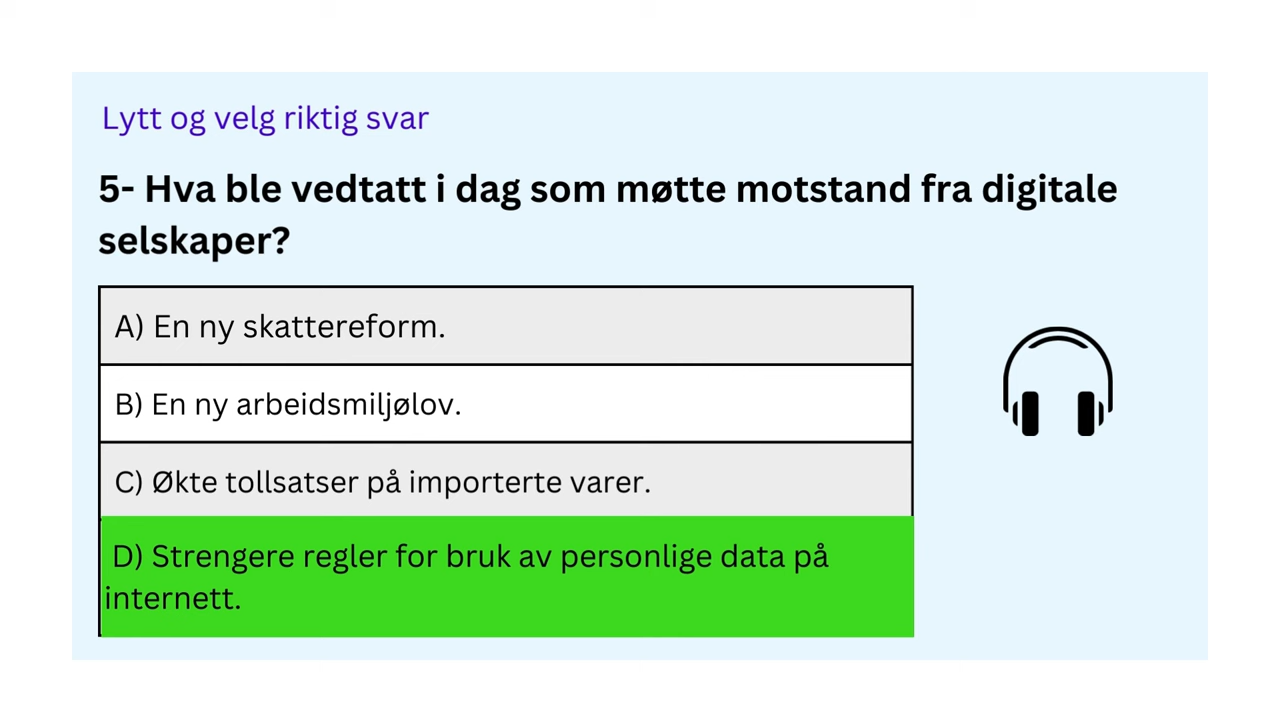 Lytt og velg riktig svar
5- Hva ble vedtatt i dag som møtte motstand fra digitale
selskaper?
A) En ny skattereform.
B) En ny arbeidsmiljølov.
C) Økte tollsatser på importerte varer.
D) Strengere regler for bruk av personlige data på
internett.